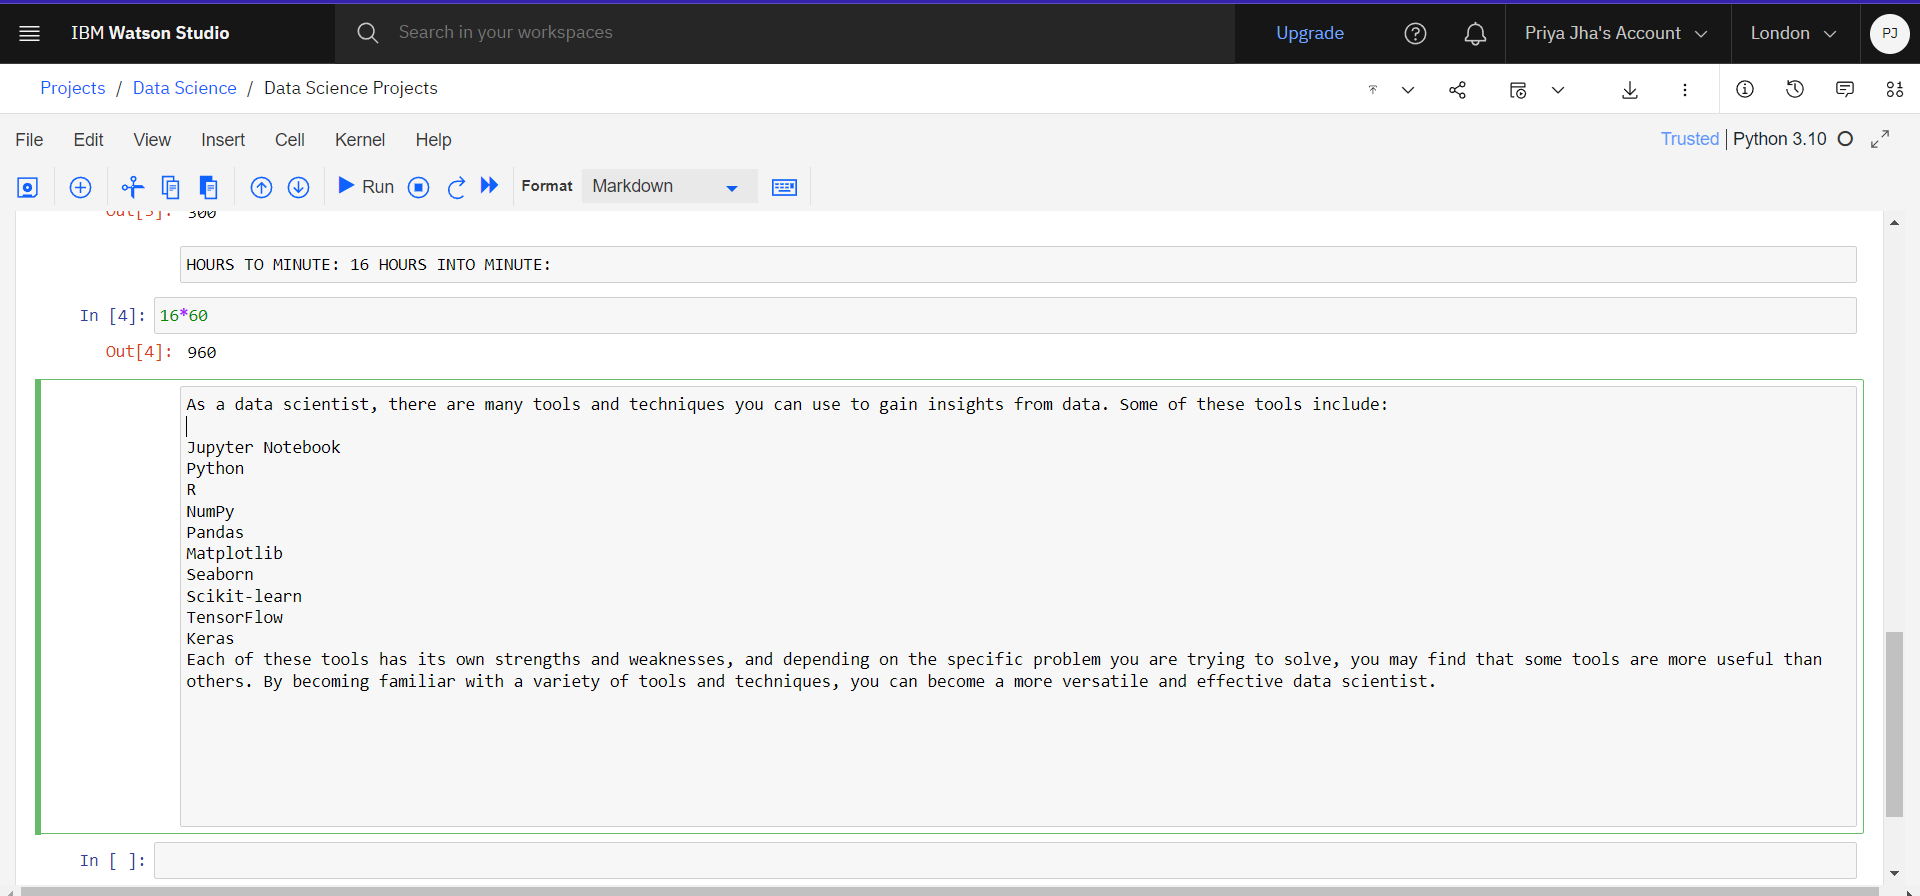 IBM Watson Studio
Search in your workspaces
Upgrade
Priya Jha's Account
London
PJ
Projects / Data Science / Data Science Projects
File Edit View Insert Cell Kernel Help
Trusted Python 3.10
Run
Format
Markdown
Out[3]: 300
HOURS TO MINUTE: 16 HOURS INTO MINUTE:
In [4]: 16*60
Out[4]: 960
As a data scientist, there are many tools and techniques you can use to gain insights from data. Some of these tools include:
Jupyter Notebook
Python
R
NumPy
Pandas
Matplotlib
Seaborn
Scikit-learn
TensorFlow
Keras
Each of these tools has its own strengths and weaknesses, and depending on the specific problem you are trying to solve, you may find that some tools are more useful than
others. By becoming familiar with a variety of tools and techniques, you can become a more versatile and effective data scientist.
In [ ]: